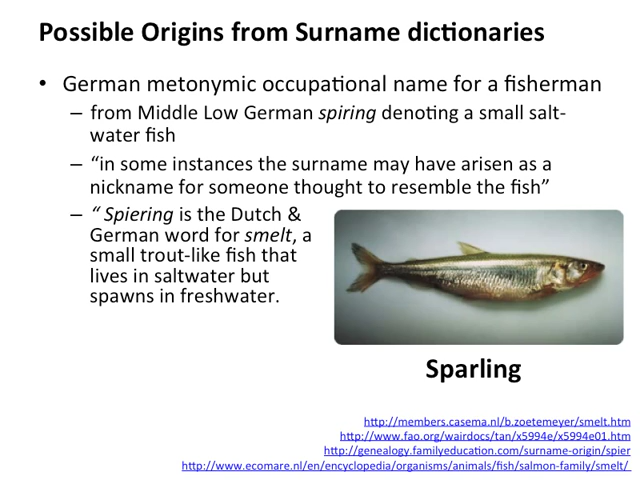 Possible Origins from Surname dictionaries
• German metonymic occupational name for a fisherman
– from Middle Low German spiring denoting a small salt-
water fish
– “in some instances the surname may have arisen as a
nickname for someone thought to resemble the fish”
– “ Spiering is the Dutch &
German word for smelt, a
small trout-like fish that
lives in saltwater but
spawns in freshwater.
Sparling
http://members.casema.nl/b.zoetemeyer/smelt.htm
http://www.fao.org/wairdocs/tan/x5994e/x5994e01.htm
http://genealogy.familyeducation.com/surname-origin/spier
http://www.ecomare.nl/en/encyclopedia/organisms/animals/fish/salmon-family/smelt/